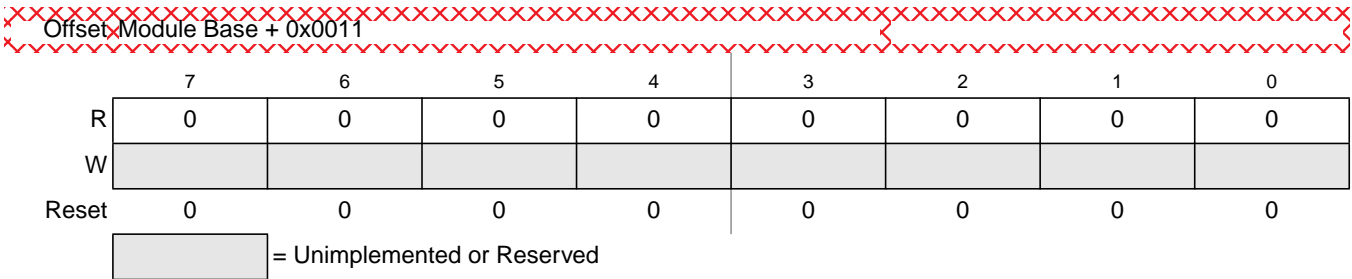 Offset Module Base + 0x0011
7 6 5 4 3 2 1 0
R 0 0 0 0 0 0 0 0
W
Reset 0 0 0 0 0 0 0 0
= Unimplemented or Reserved